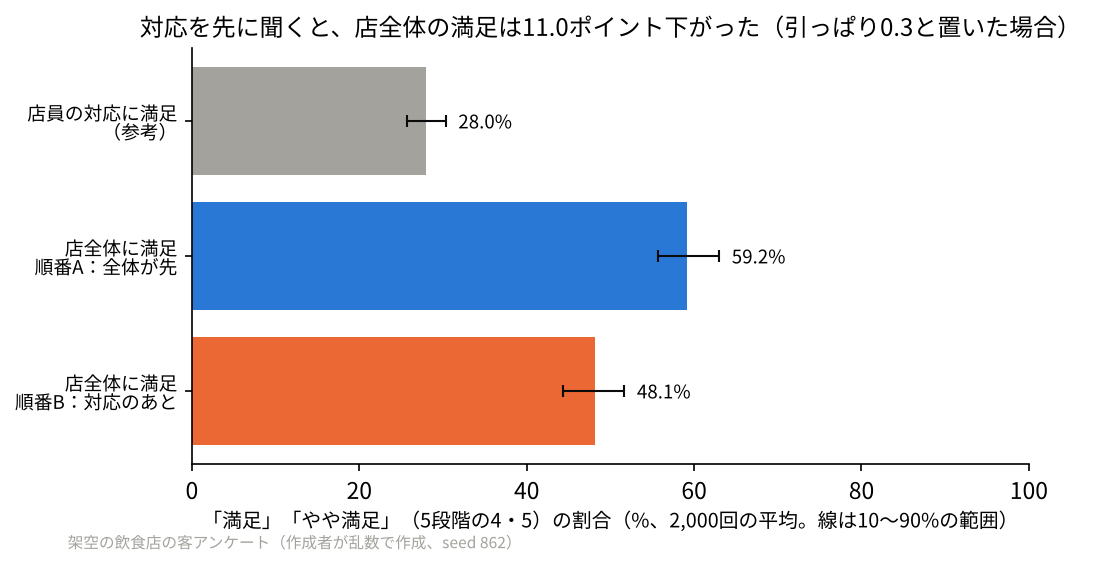 対応を先に聞くと、店全体の満足は11.0ポイント下がった（引っぱり0.3と置いた場合）
店員の対応に満足
（参考）
28.0%
店全体に満足
順番A：全体が先
59.2%
店全体に満足
順番B：対応のあと
48.1%
0 20 40 60 80 100
「満足」「やや満足」（5段階の4・5）の割合（%、2,000回の平均。線は10〜90%の範囲）
架空の飲食店の客アンケート（作成者が乱数で作成、seed 862）